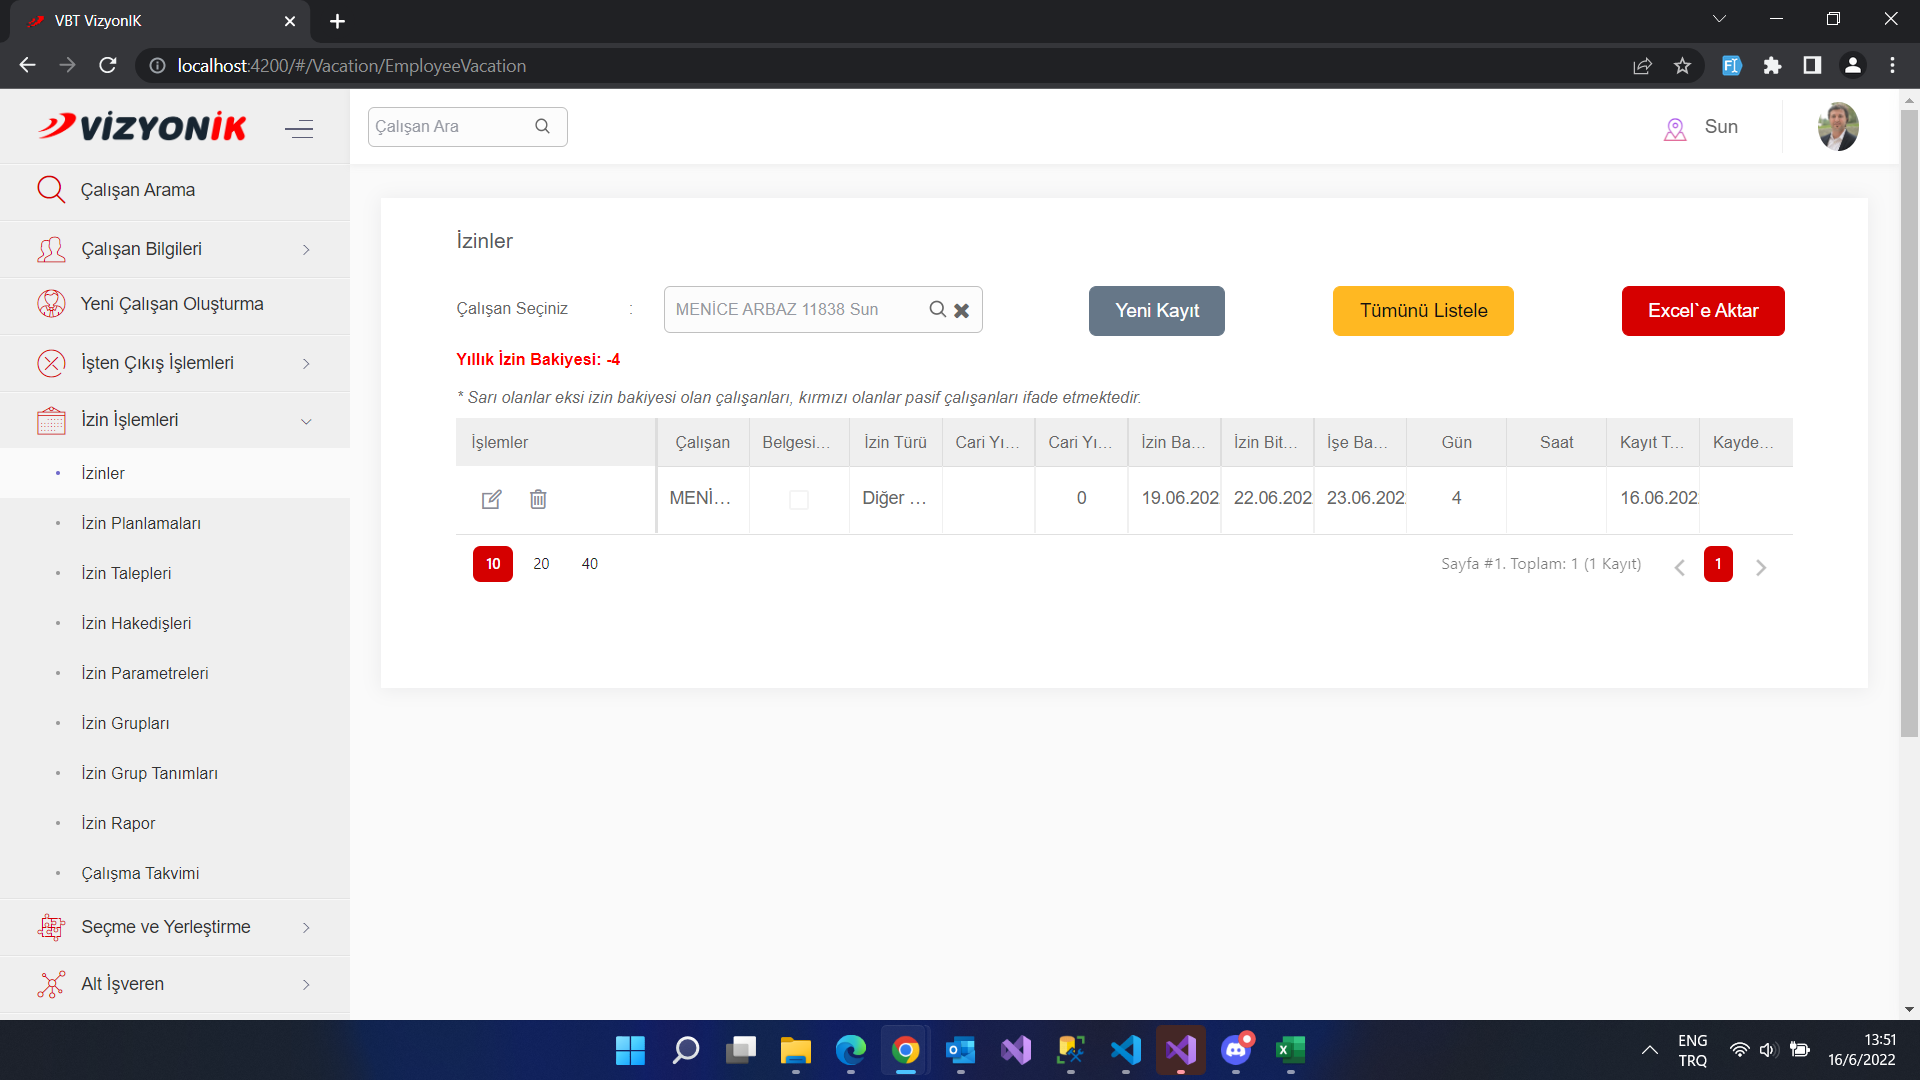 VBT VizyonIK
localhost:4200/#/Vacation/EmployeeVacation
VİZYONİK
Çalışan Ara
Sun
Çalışan Arama
Çalışan Bilgileri
Yeni Çalışan Oluşturma
İşten Çıkış İşlemleri
İzin İşlemleri
İzinler
İzin Planlamaları
İzin Talepleri
İzin Hakedişleri
İzin Parametreleri
İzin Grupları
İzin Grup Tanımları
İzin Rapor
Çalışma Takvimi
Seçme ve Yerleştirme
Alt İşveren
İzinler
Çalışan Seçiniz : MENİCE ARBAZ 11838 Sun
Yeni Kayıt
Tümünü Listele
Excel`e Aktar
Yıllık İzin Bakiyesi: -4
* Sarı olanlar eksi izin bakiyesi olan çalışanları, kırmızı olanlar pasif çalışanları ifade etmektedir.
İşlemler Çalışan Belgesi... İzin Türü Cari Yı... Cari Yı... İzin Ba... İzin Bit... İşe Ba... Gün Saat Kayıt T... Kayde...
MENİ... Diğer ... 0 19.06.202 22.06.202 23.06.202 4 16.06.202
10 20 40
Sayfa #1. Toplam: 1 (1 Kayıt) 1
ENG
TRQ
13:51
16/6/2022